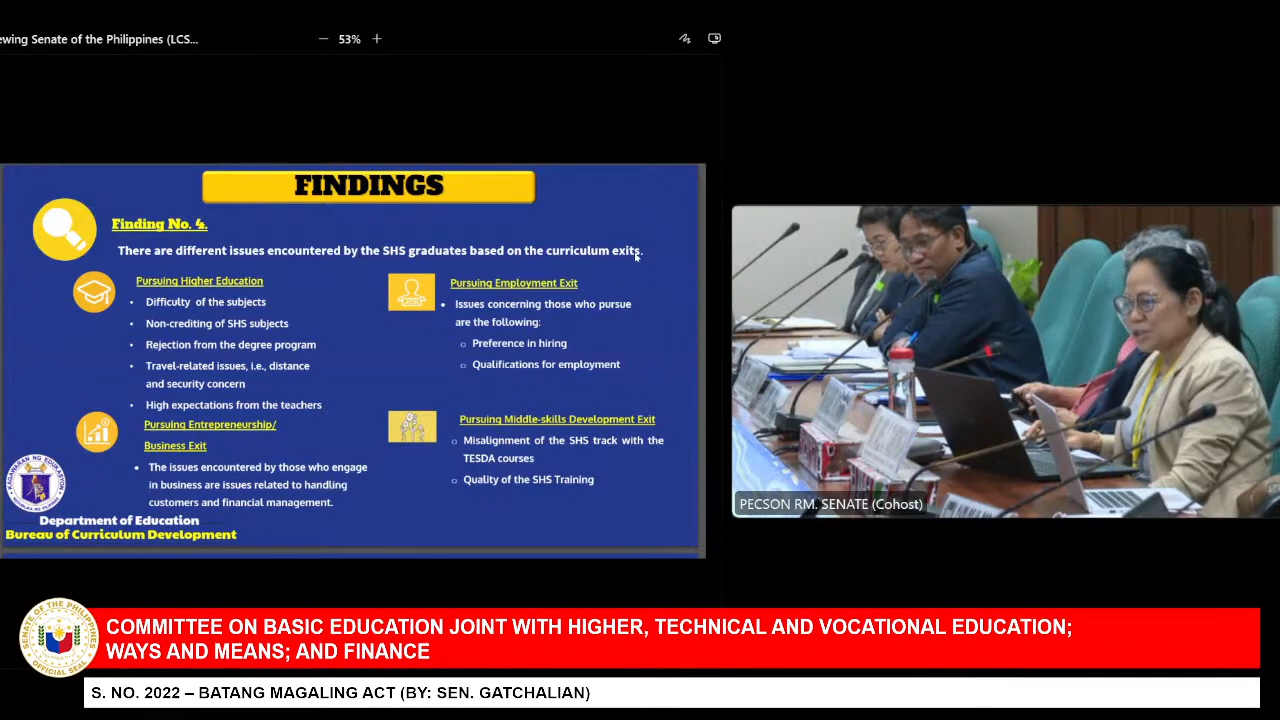 ewing Senate of the Philippines (LCS...
53%
FINDINGS
Finding No. 4.
There are different issues encountered by the SHS graduates based on the curriculum exits.
Pursuing Higher Education
• Difficulty of the subjects
• Non-crediting of SHS subjects
• Rejection from the degree program
• Travel-related issues, i.e., distance
and security concern
• High expectations from the teachers
Pursuing Entrepreneurship/
Business Exit
• The issues encountered by those who engage
in business are issues related to handling
customers and financial management.
Pursuing Employment Exit
• Issues concerning those who pursue
are the following:
o Preference in hiring
o Qualifications for employment
JOB
Pursuing Middle-skills Development Exit
o Misalignment of the SHS track with the
TESDA courses
o Quality of the SHS Training
Department of Education
Bureau of Curriculum Development
PECSON RM. SENATE (Cohost)
SENATE OF THE PHILIPPINES
OFFICIAL SEAL
COMMITTEE ON BASIC EDUCATION JOINT WITH HIGHER, TECHNICAL AND VOCATIONAL EDUCATION;
WAYS AND MEANS; AND FINANCE
S. NO. 2022 – BATANG MAGALING ACT (BY: SEN. GATCHALIAN)